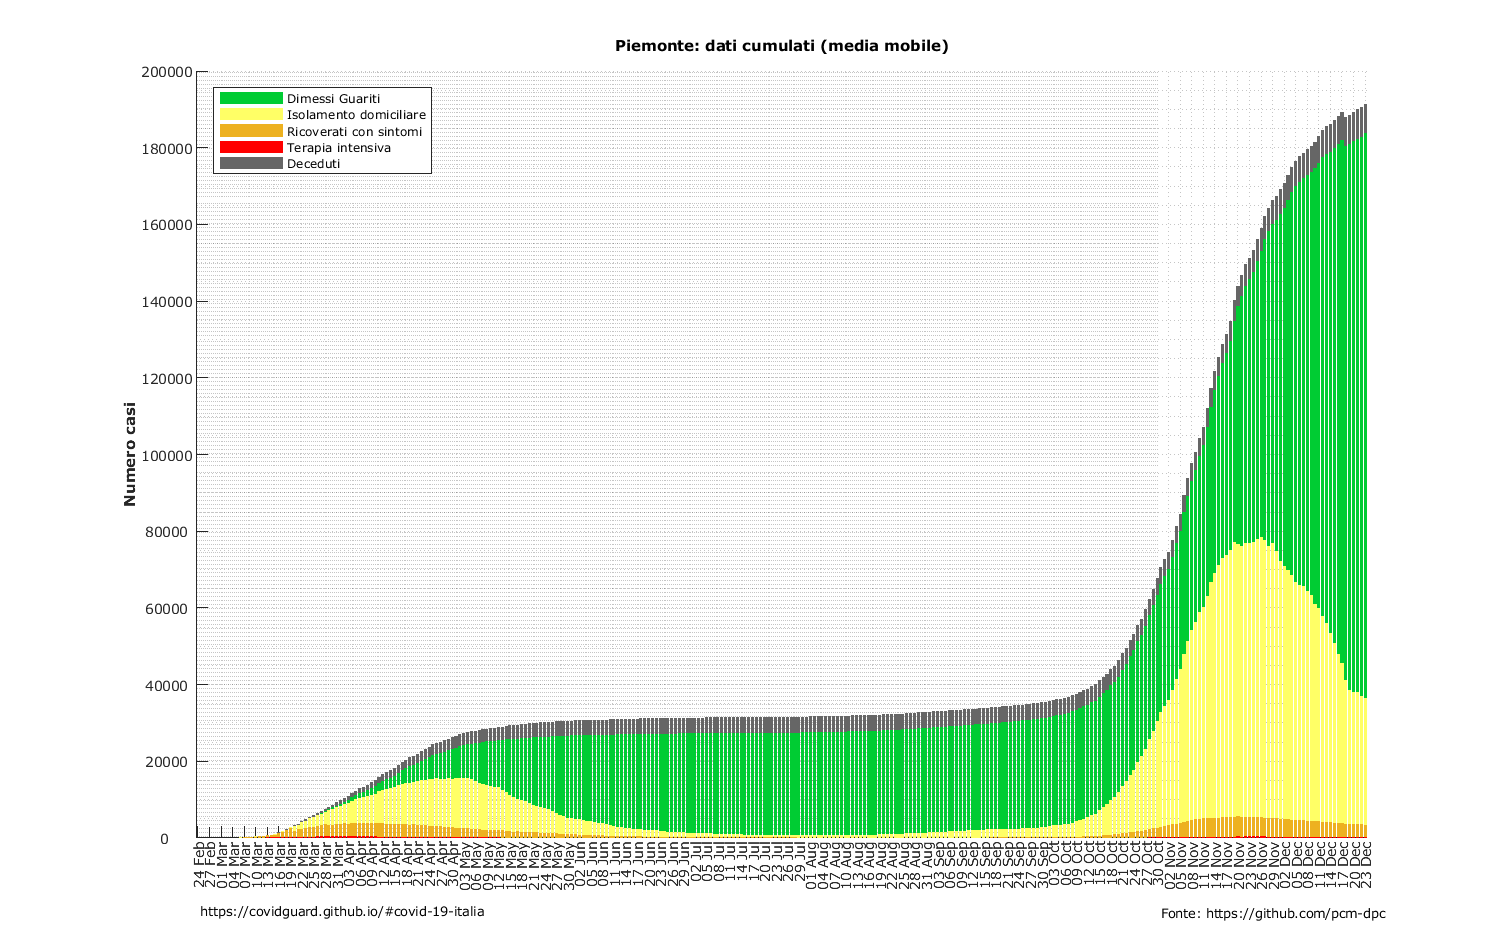 Piemonte: dati cumulati (media mobile)
200000
180000
160000
140000
120000
100000
80000
60000
40000
20000
0
Numero casi
Dimessi Guariti
Isolamento domiciliare
Ricoverati con sintomi
Terapia intensiva
Deceduti
24 Feb
27 Feb
01 Mar
04 Mar
07 Mar
10 Mar
13 Mar
16 Mar
19 Mar
22 Mar
25 Mar
28 Mar
31 Mar
03 Apr
06 Apr
09 Apr
12 Apr
15 Apr
18 Apr
21 Apr
24 Apr
27 Apr
30 Apr
03 May
06 May
09 May
12 May
15 May
18 May
21 May
24 May
27 May
30 May
02 Jun
05 Jun
08 Jun
11 Jun
14 Jun
17 Jun
20 Jun
23 Jun
26 Jun
29 Jun
02 Jul
05 Jul
08 Jul
11 Jul
14 Jul
17 Jul
20 Jul
23 Jul
26 Jul
29 Jul
01 Aug
04 Aug
07 Aug
10 Aug
13 Aug
16 Aug
19 Aug
22 Aug
25 Aug
28 Aug
31 Aug
03 Sep
06 Sep
09 Sep
12 Sep
15 Sep
18 Sep
21 Sep
24 Sep
27 Sep
30 Sep
03 Oct
06 Oct
09 Oct
12 Oct
15 Oct
18 Oct
21 Oct
24 Oct
27 Oct
30 Oct
02 Nov
05 Nov
08 Nov
11 Nov
14 Nov
17 Nov
20 Nov
23 Nov
26 Nov
29 Nov
02 Dec
05 Dec
08 Dec
11 Dec
14 Dec
17 Dec
20 Dec
23 Dec
https://covidguard.github.io/#covid-19-italia
Fonte: https://github.com/pcm-dpc